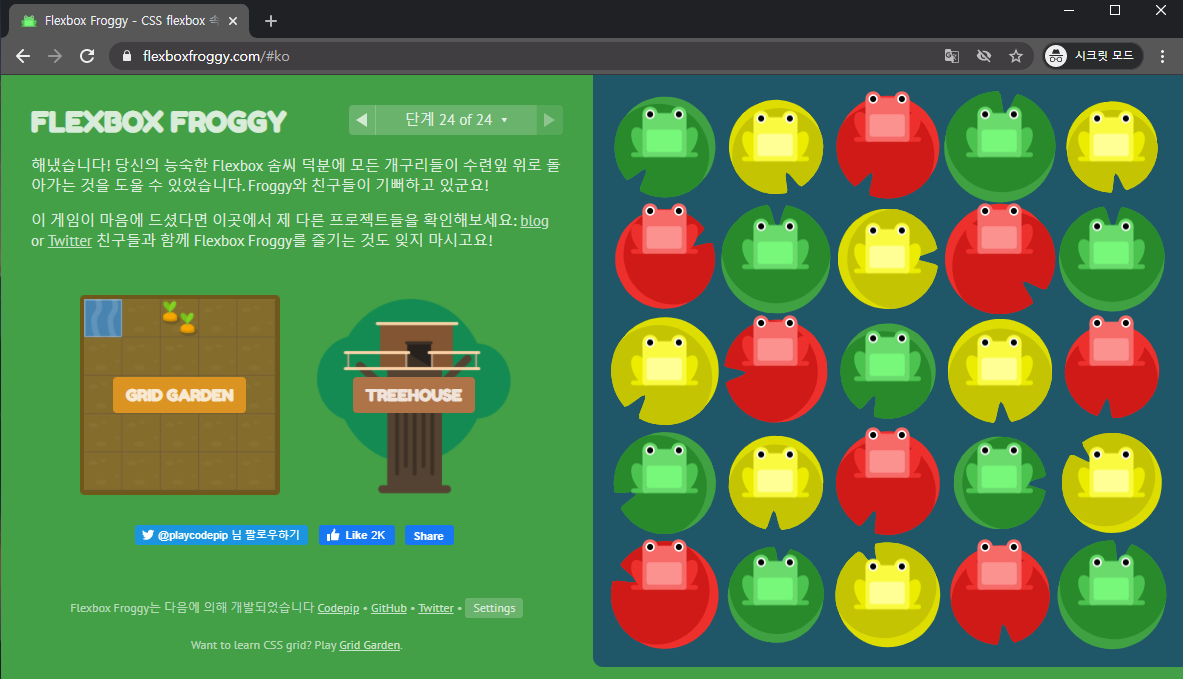 Flexbox Froggy - CSS flexbox 속
flexboxfroggy.com/#ko
시크릿 모드
FLEXBOX FROGGY
단계 24 of 24
해냈습니다! 당신의 능숙한 Flexbox 솜씨 덕분에 모든 개구리들이 수련잎 위로 돌
아가는 것을 도울 수 있었습니다. Froggy와 친구들이 기뻐하고 있군요!
이 게임이 마음에 드셨다면 이곳에서 제 다른 프로젝트들을 확인해보세요: blog
or Twitter 친구들과 함께 Flexbox Froggy를 즐기는 것도 잊지 마시고요!
GRID GARDEN
TREEHOUSE
@playcodepip 님 팔로우하기
Like 2K
Share
Flexbox Froggy는 다음에 의해 개발되었습니다 Codepip • GitHub • Twitter • Settings
Want to learn CSS grid? Play Grid Garden.